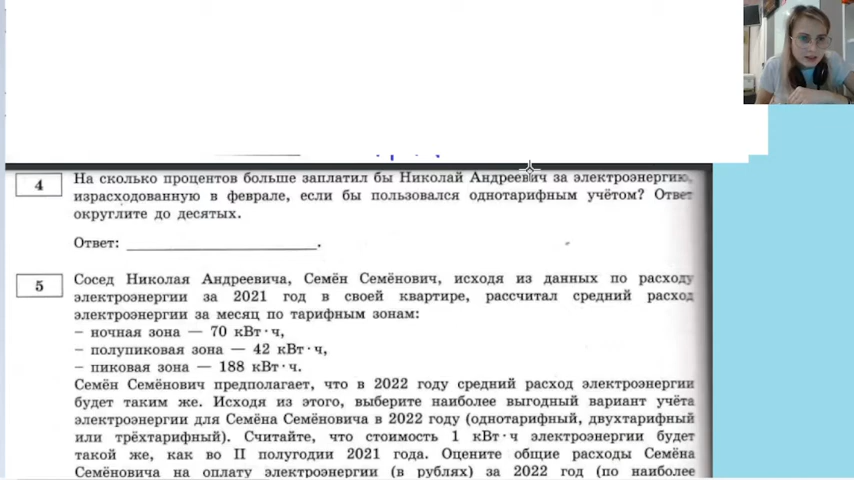 4
На сколько процентов больше заплатил бы Николай Андреевич за электроэнергию,
израсходованную в феврале, если бы пользовался однотарифным учётом? Ответ
округлите до десятых.
Ответ: ______________________.
5
Сосед Николая Андреевича, Семён Семёнович, исходя из данных по расходу
электроэнергии за 2021 год в своей квартире, рассчитал средний расход
электроэнергии за месяц по тарифным зонам:
– ночная зона — 70 кВт·ч,
– полупиковая зона — 42 кВт·ч,
– пиковая зона — 188 кВт·ч.
Семён Семёнович предполагает, что в 2022 году средний расход электроэнергии
будет таким же. Исходя из этого, выберите наиболее выгодный вариант учёта
электроэнергии для Семёна Семёновича в 2022 году (однотарифный, двухтарифный
или трёхтарифный). Считайте, что стоимость 1 кВт·ч электроэнергии будет
такой же, как во II полугодии 2021 года. Оцените общие расходы Семёна
Семёновича на оплату электроэнергии (в рублях) за 2022 год (по наиболее